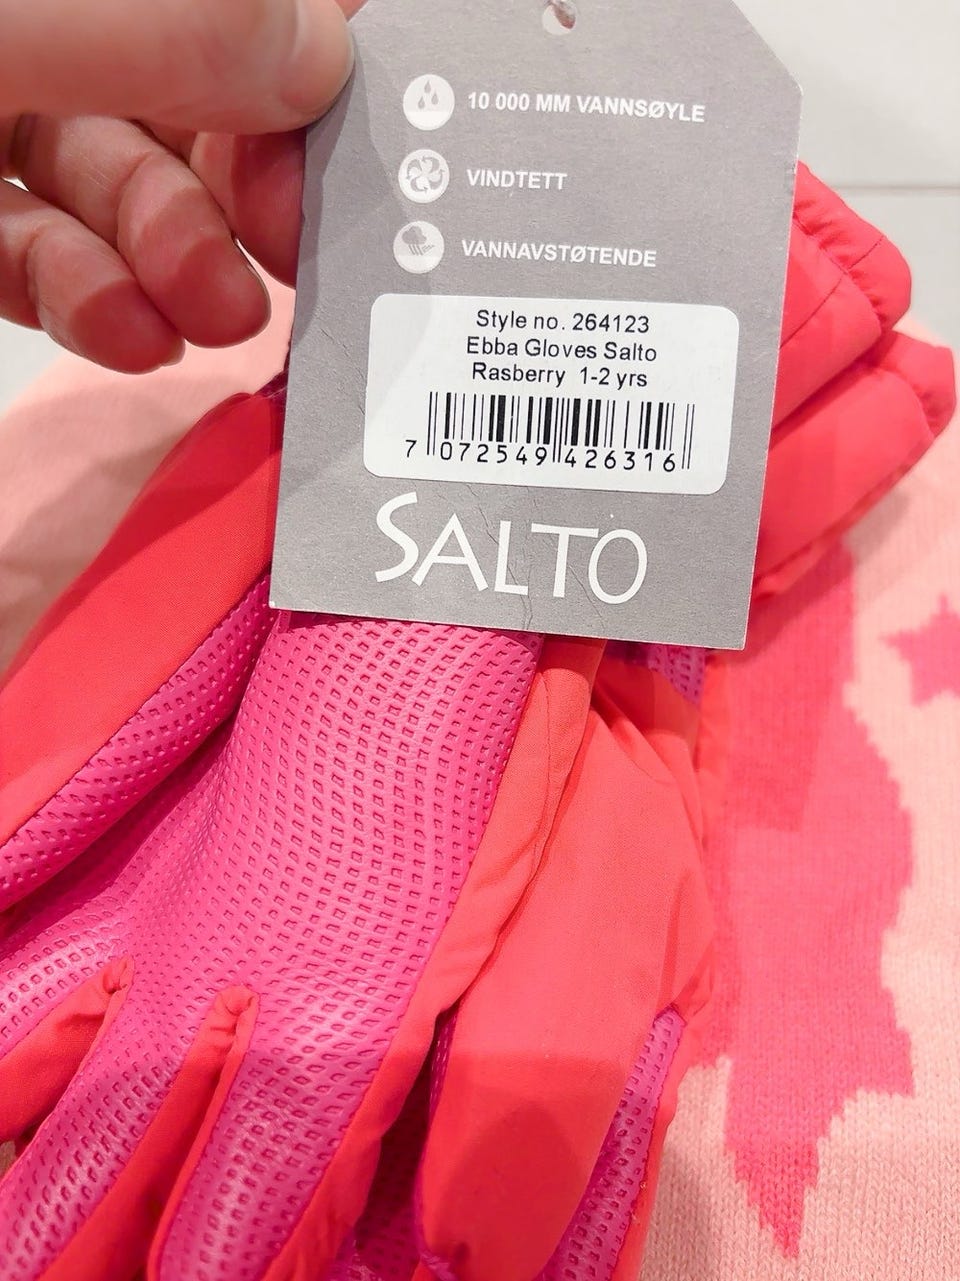 10 000 MM VANNSØYLE
VINDTETT
VANNAVSTØTENDE
Style no. 264123
Ebba Gloves Salto
Rasberry 1-2 yrs
7 072549 426316
SALTO